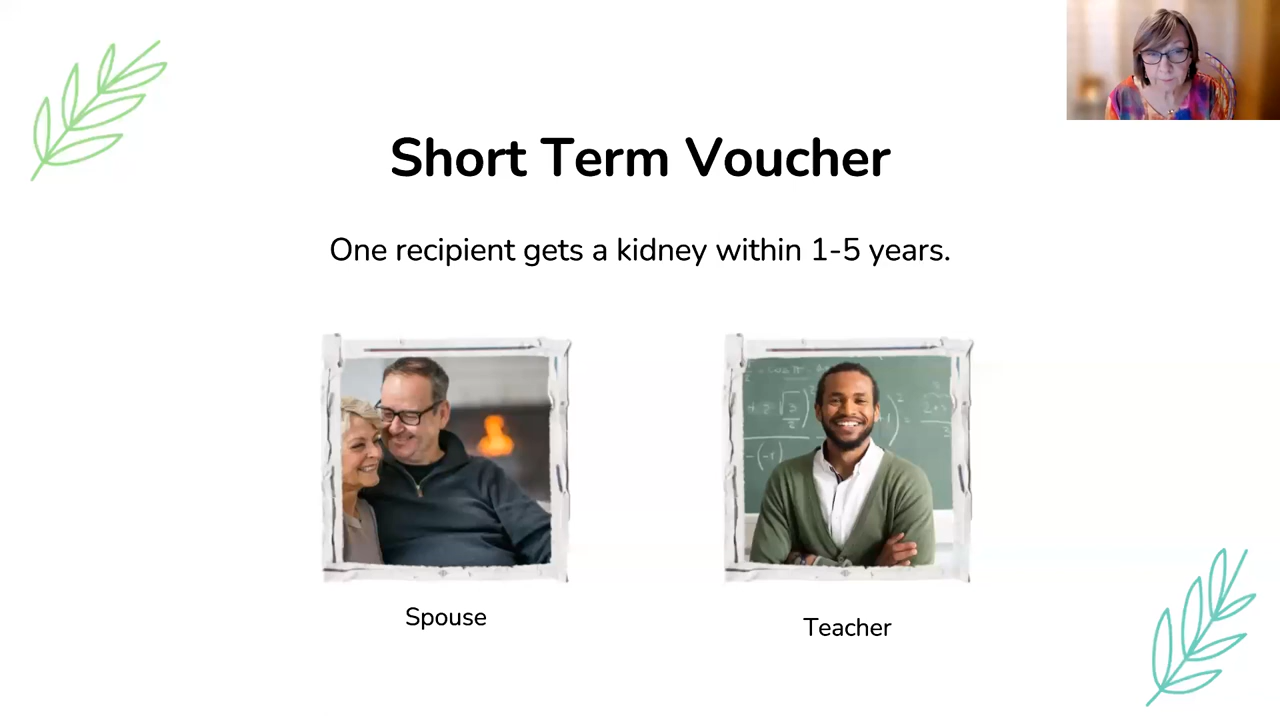 Short Term Voucher
One recipient gets a kidney within 1-5 years.
Spouse
Teacher